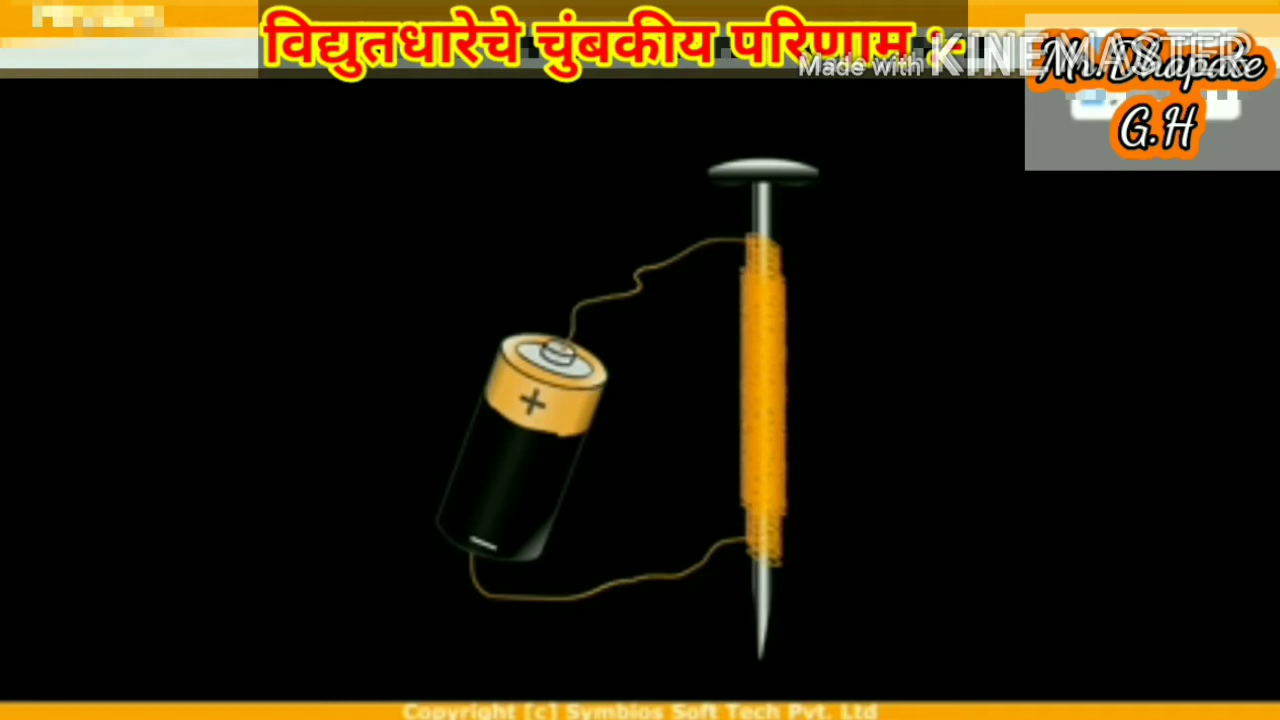 विद्युतधारेचे चुंबकीय परिणाम :-
Made with KINEMASTER
Mr. Dhapate
G.H
+
Copyright [c] Symbios Soft Tech Pvt. Ltd